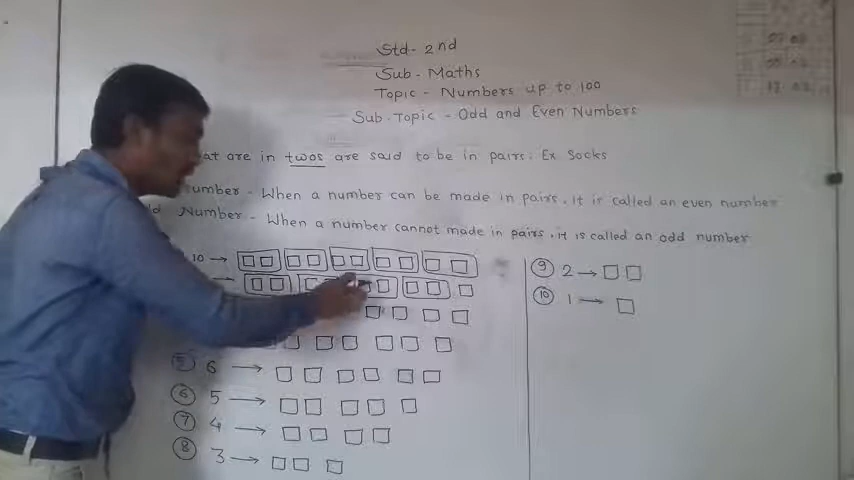 Std- 2nd
Sub- Maths
Topic - Numbers up to 100
Sub-Topic - Odd and Even Numbers
are in twos are said to be in pairs. Ex Socks
Number - When a number can be made in pairs, it is called an even number
Number - When a number cannot made in pairs, it is called an odd number
10 →
→
⑤ 6 →
⑥ 5 →
⑦ 4 →
⑧ 3 →
⑨ 2 →
⑩ 1 →